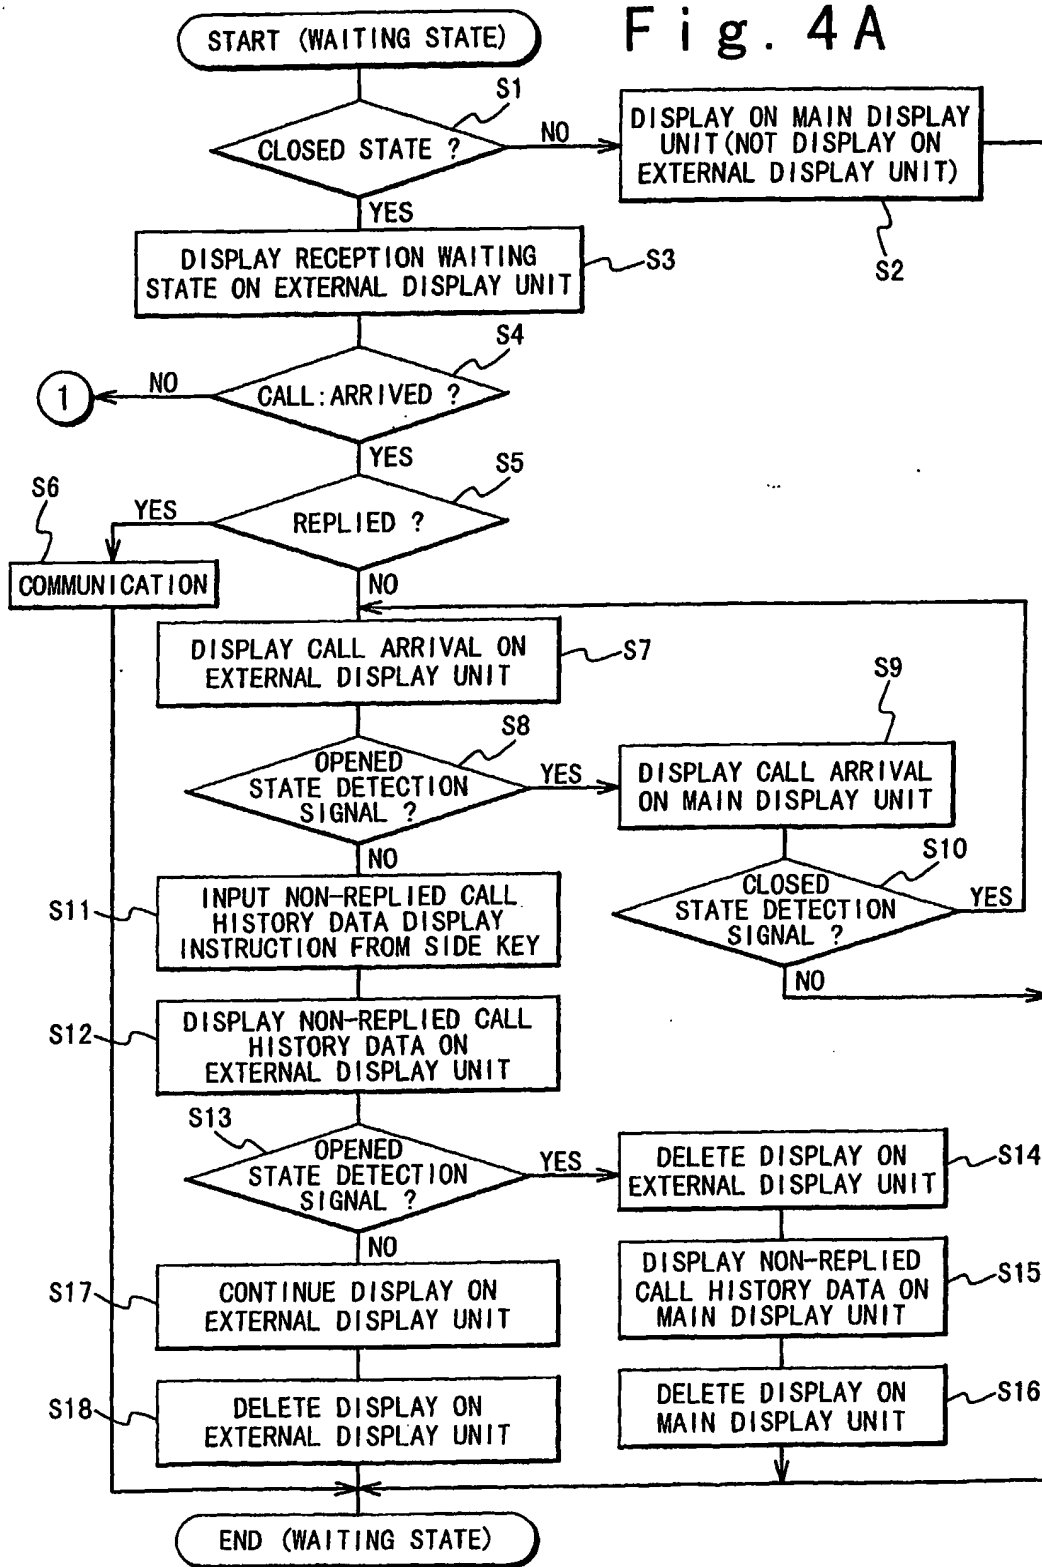 Fig. 4A
START (WAITING STATE)
S1
CLOSED STATE ?
NO
DISPLAY ON MAIN DISPLAY
UNIT(NOT DISPLAY ON
EXTERNAL DISPLAY UNIT)
S2
YES
DISPLAY RECEPTION WAITING
STATE ON EXTERNAL DISPLAY UNIT
S3
S4
CALL:ARRIVED ?
NO
1
YES
S5
REPLIED ?
YES
S6
COMMUNICATION
NO
DISPLAY CALL ARRIVAL ON
EXTERNAL DISPLAY UNIT
S7
S8
OPENED
STATE DETECTION
SIGNAL ?
YES
S9
DISPLAY CALL ARRIVAL
ON MAIN DISPLAY UNIT
S10
CLOSED
STATE DETECTION
SIGNAL ?
YES
NO
NO
S11
INPUT NON-REPLIED CALL
HISTORY DATA DISPLAY
INSTRUCTION FROM SIDE KEY
S12
DISPLAY NON-REPLIED CALL
HISTORY DATA ON
EXTERNAL DISPLAY UNIT
S13
OPENED
STATE DETECTION
SIGNAL ?
YES
DELETE DISPLAY ON
EXTERNAL DISPLAY UNIT
S14
DISPLAY NON-REPLIED
CALL HISTORY DATA ON
MAIN DISPLAY UNIT
S15
DELETE DISPLAY ON
MAIN DISPLAY UNIT
S16
NO
S17
CONTINUE DISPLAY ON
EXTERNAL DISPLAY UNIT
S18
DELETE DISPLAY ON
EXTERNAL DISPLAY UNIT
END (WAITING STATE)